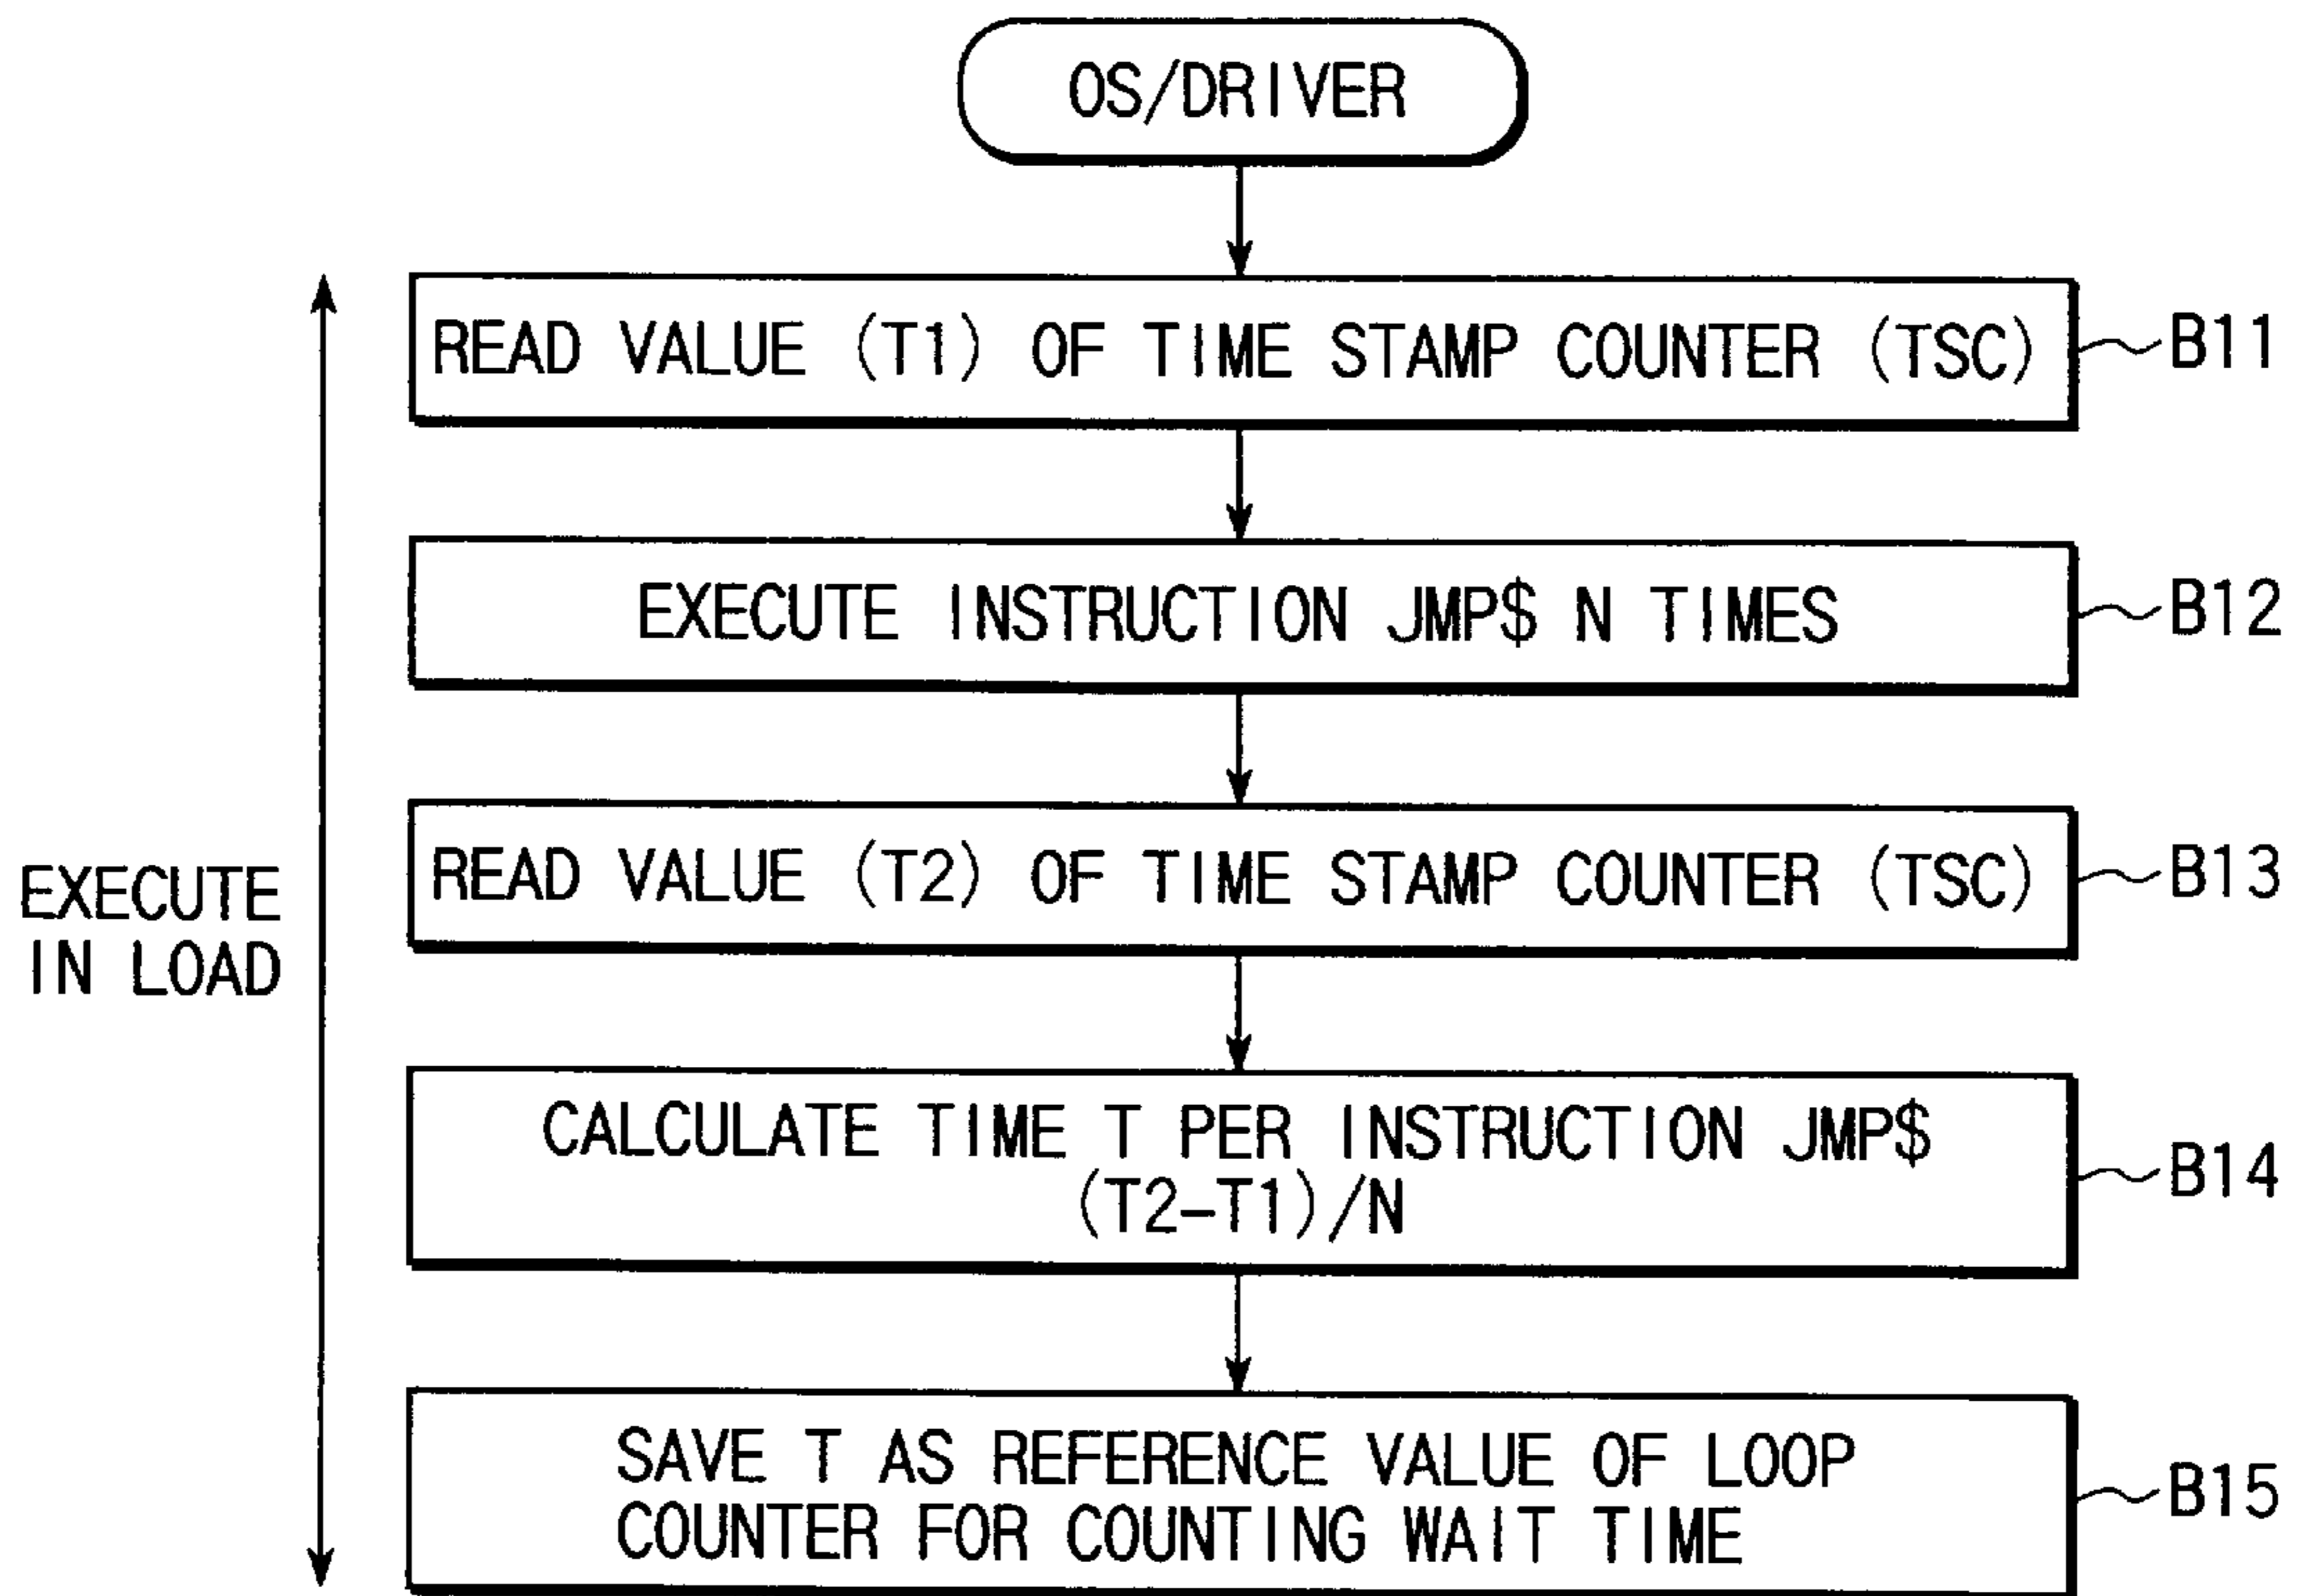 OS/DRIVER
READ VALUE (T1) OF TIME STAMP COUNTER (TSC)
B11
EXECUTE INSTRUCTION JMP$ N TIMES
B12
READ VALUE (T2) OF TIME STAMP COUNTER (TSC)
B13
EXECUTE
IN LOAD
CALCULATE TIME T PER INSTRUCTION JMP$
(T2-T1)/N
B14
SAVE T AS REFERENCE VALUE OF LOOP
COUNTER FOR COUNTING WAIT TIME
B15